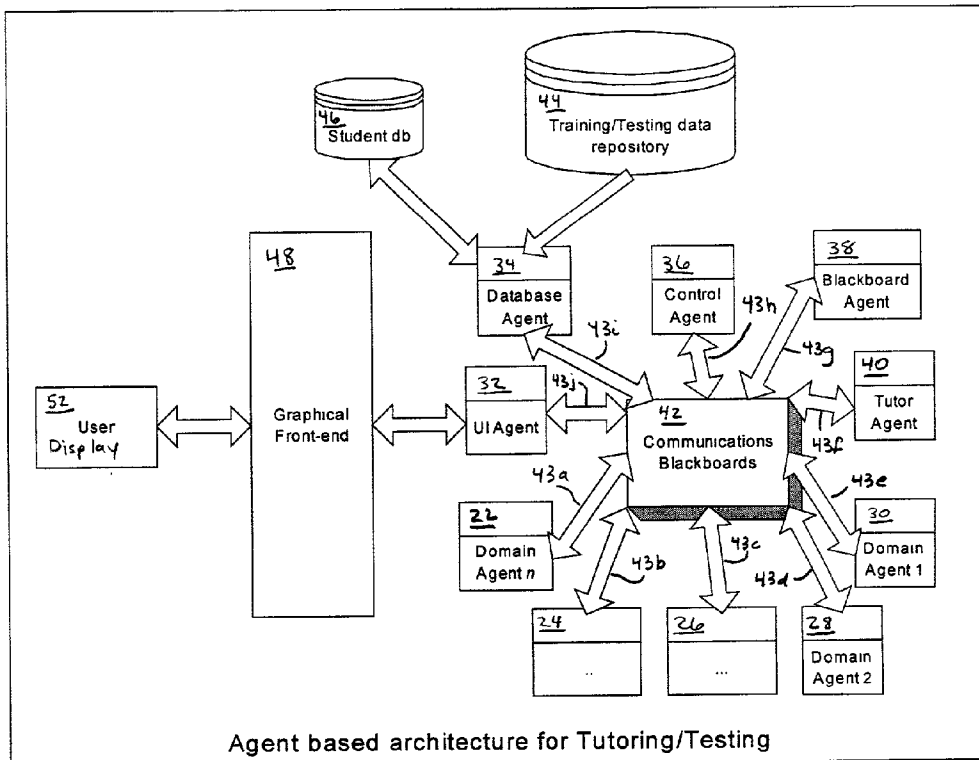 44
Training/Testing data
repository
46
Student db
48
Graphical
Front-end
34
Database
Agent
36
Control
Agent
38
Blackboard
Agent
43i
43h
43g
52
User
Display
32
UI Agent
43j
42
Communications
Blackboards
40
Tutor
Agent
43f
43a
43e
22
Domain
Agent n
43b
43c
43d
30
Domain
Agent 1
24
..
26
...
28
Domain
Agent 2
Agent based architecture for Tutoring/Testing